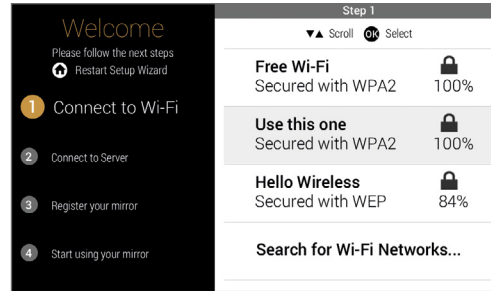 Welcome
Please follow the next steps
Restart Setup Wizard
1 Connect to Wi-Fi
2 Connect to Server
3 Register your mirror
4 Start using your mirror
Step 1
▼▲ Scroll OK Select
Free Wi-Fi
Secured with WPA2 100%
Use this one
Secured with WPA2 100%
Hello Wireless
Secured with WEP 84%
Search for Wi-Fi Networks...